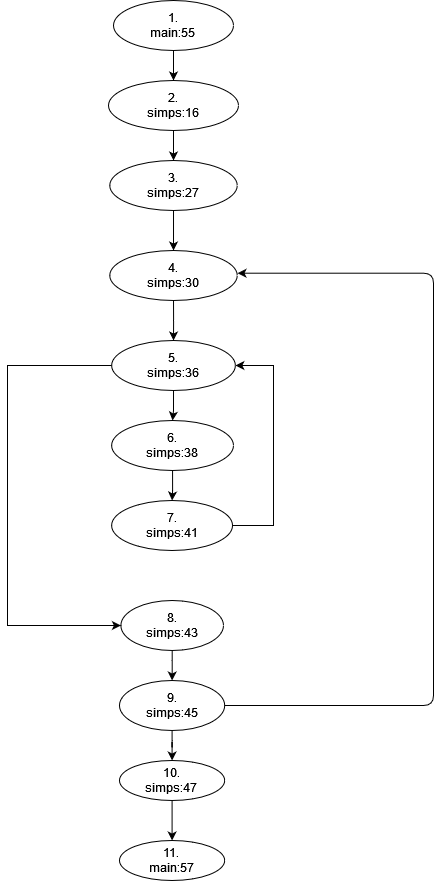 1.
main:55
2.
simps:16
3.
simps:27
4.
simps:30
5.
simps:36
6.
simps:38
7.
simps:41
8.
simps:43
9.
simps:45
10.
simps:47
11.
main:57